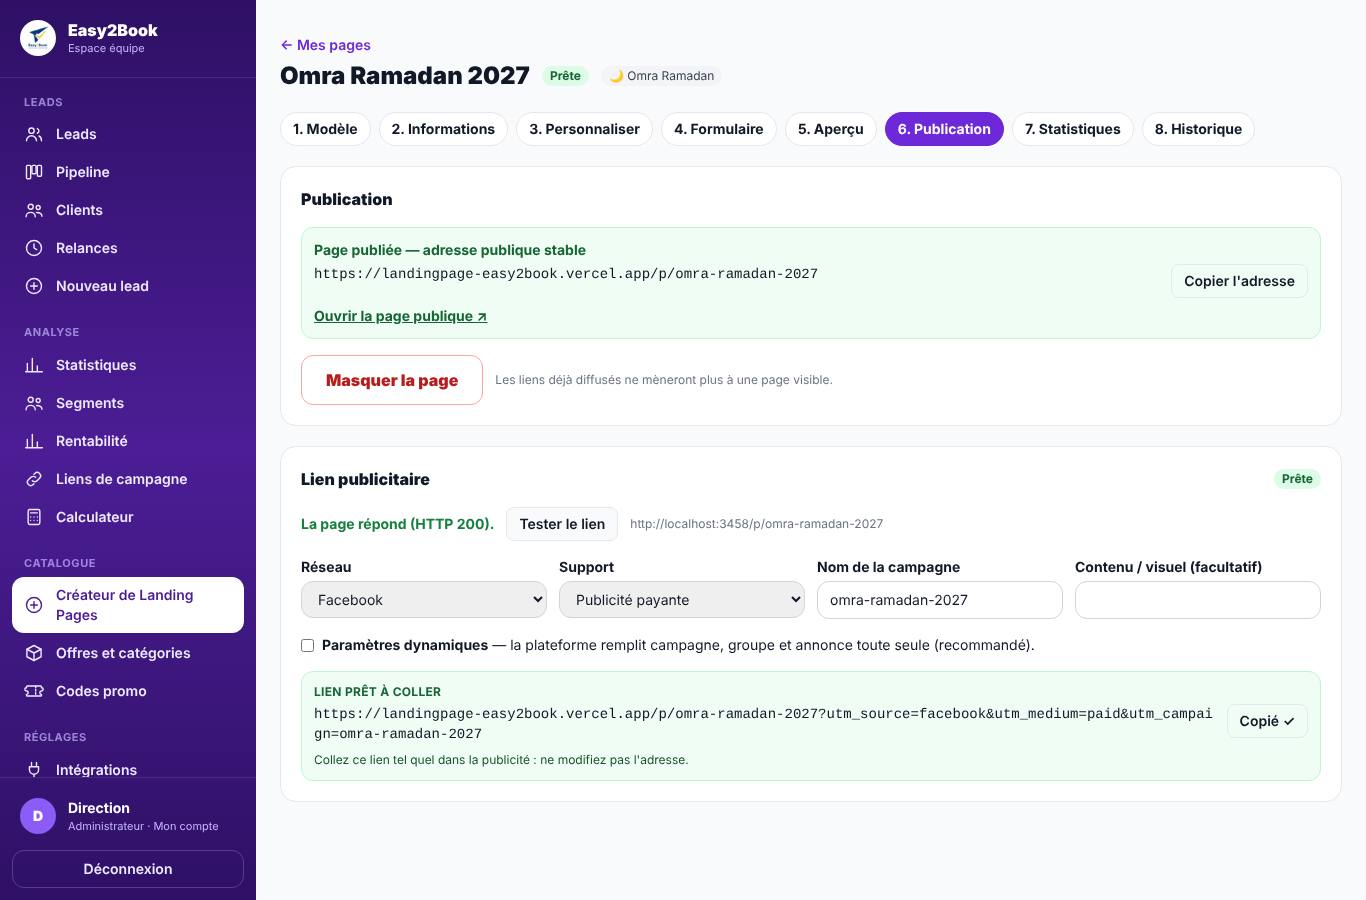 Easy2Book
Espace équipe
LEADS
Leads
Pipeline
Clients
Relances
Nouveau lead
ANALYSE
Statistiques
Segments
Rentabilité
Liens de campagne
Calculateur
CATALOGUE
Créateur de Landing
Pages
Offres et catégories
Codes promo
RÉGLAGES
Intégrations
D
Direction
Administrateur · Mon compte
Déconnexion
← Mes pages
Omra Ramadan 2027
Prête
🌙 Omra Ramadan
1. Modèle
2. Informations
3. Personnaliser
4. Formulaire
5. Aperçu
6. Publication
7. Statistiques
8. Historique
Publication
Page publiée — adresse publique stable
https://landingpage-easy2book.vercel.app/p/omra-ramadan-2027
Copier l'adresse
Ouvrir la page publique ↗
Masquer la page
Les liens déjà diffusés ne mèneront plus à une page visible.
Lien publicitaire
Prête
La page répond (HTTP 200).
Tester le lien
http://localhost:3458/p/omra-ramadan-2027
Réseau
Support
Nom de la campagne
Contenu / visuel (facultatif)
Facebook
Publicité payante
omra-ramadan-2027
Paramètres dynamiques — la plateforme remplit campagne, groupe et annonce toute seule (recommandé).
LIEN PRÊT À COLLER
https://landingpage-easy2book.vercel.app/p/omra-ramadan-2027?utm_source=facebook&utm_medium=paid&utm_campai
gn=omra-ramadan-2027
Copié ✓
Collez ce lien tel quel dans la publicité : ne modifiez pas l'adresse.